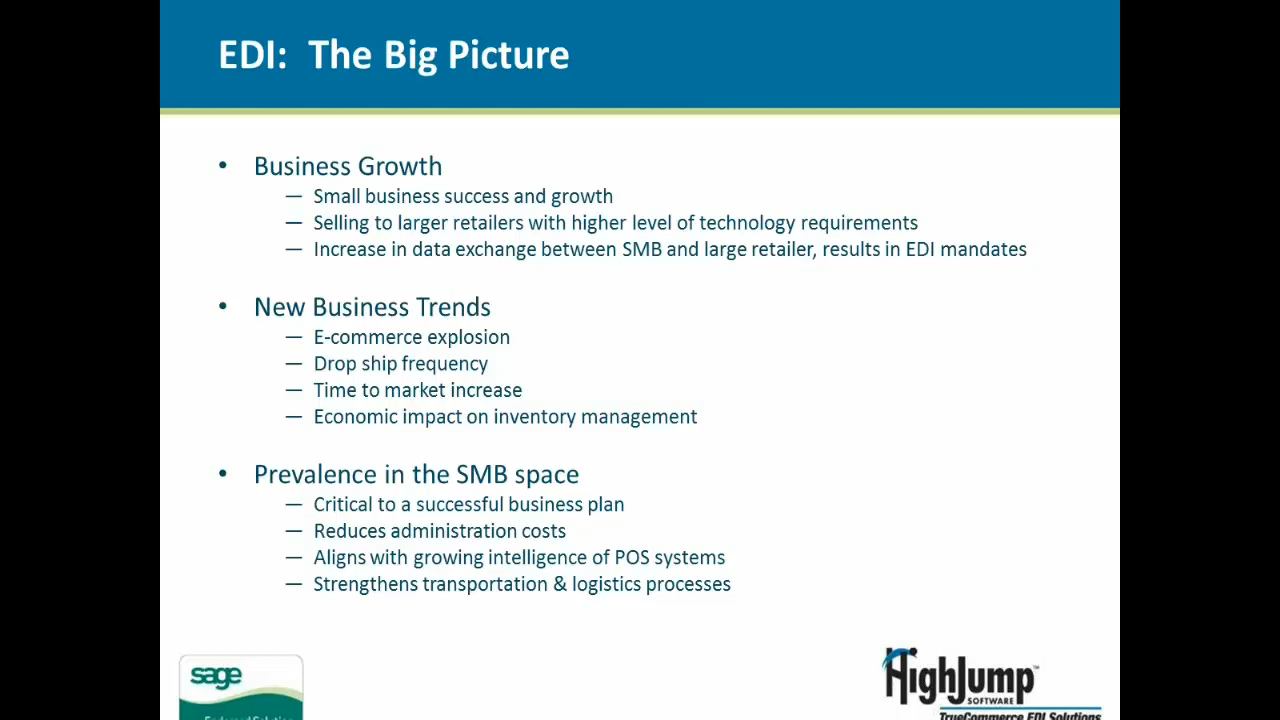 EDI: The Big Picture
• Business Growth
— Small business success and growth
— Selling to larger retailers with higher level of technology requirements
— Increase in data exchange between SMB and large retailer, results in EDI mandates
• New Business Trends
— E-commerce explosion
— Drop ship frequency
— Time to market increase
— Economic impact on inventory management
• Prevalence in the SMB space
— Critical to a successful business plan
— Reduces administration costs
— Aligns with growing intelligence of POS systems
— Strengthens transportation & logistics processes
sage
Endorsed Solution
HighJump™
SOFTWARE
TrueCommerce EDI Solutions